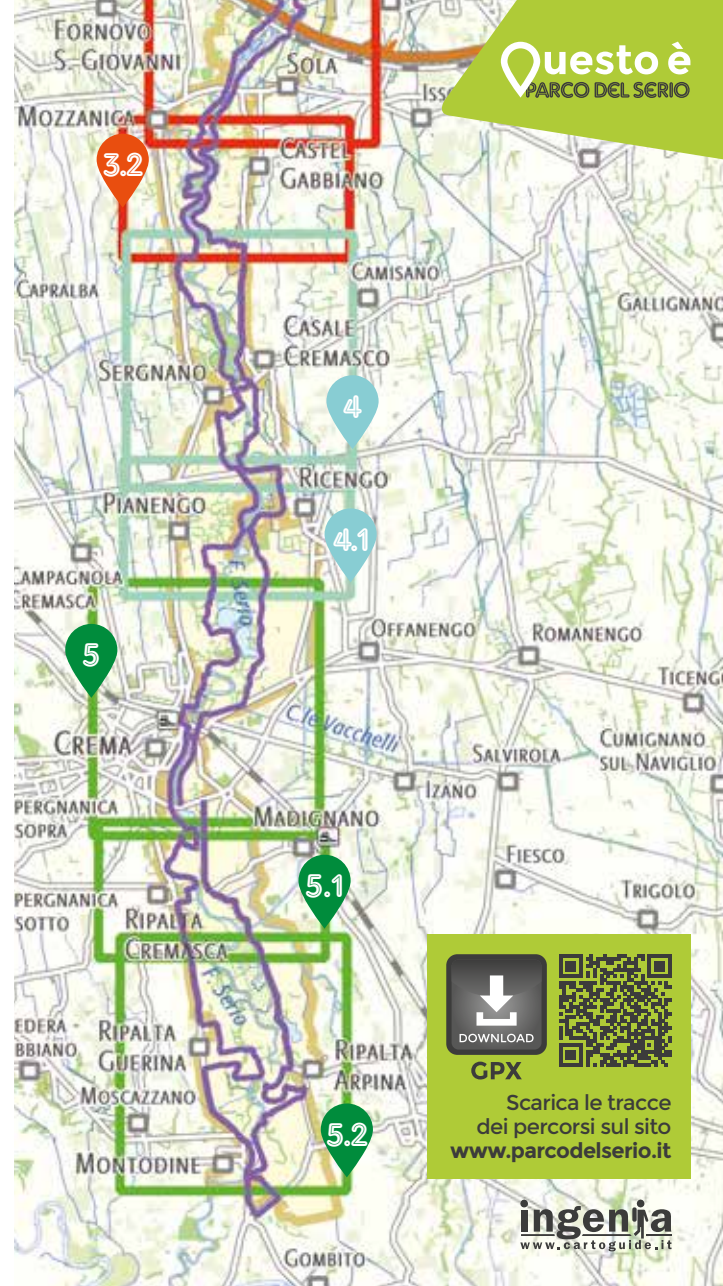 FORNOVO
S. GIOVANNI
SOLA
Questo è
PARCO DEL SERIO
MOZZANICA
3.2
CASTEL
GABBIANO
CAPRALBA
CAMISANO
GALLIGNANO
CASALE
CREMASCO
SERGNANO
4
RICENGO
PIANENGO
4.1
CAMPAGNOLA
CREMASCA
F. Serio
OFFANENGO
ROMANENGO
5
TICENG
C.le Vacchelli
CREMA
SALVIROLA
CUMIGNANO
SUL NAVIGLIO
IZANO
PERGNANICA
SOPRA
MADIGNANO
FIESCO
5.1
TRIGOLO
PERGNANICA
SOTTO
RIPALTA
CREMASCA
F. Serio
DOWNLOAD
GPX
EDERA -
BBIANO
RIPALTA
GUERINA
RIPALTA
ARPINA
Scarica le tracce
dei percorsi sul sito
www.parcodelserio.it
MOSCAZZANO
5.2
MONTODINE
ingenia
www.cartoguide.it
GOMBITO